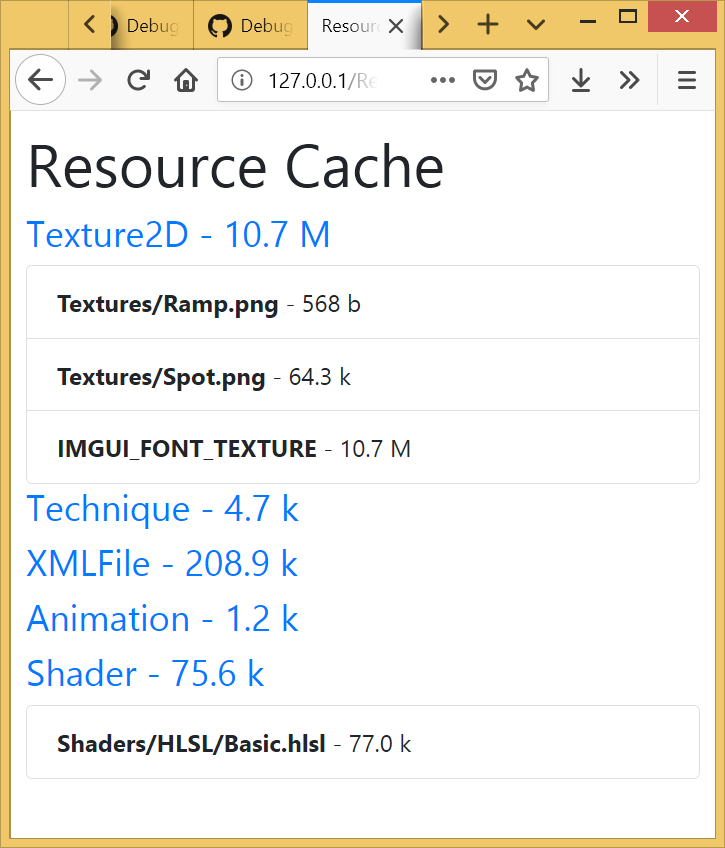 Debug
Debug
Resour
127.0.0.1/Re
Resource Cache
Texture2D - 10.7 M
Textures/Ramp.png - 568 b
Textures/Spot.png - 64.3 k
IMGUI_FONT_TEXTURE - 10.7 M
Technique - 4.7 k
XMLFile - 208.9 k
Animation - 1.2 k
Shader - 75.6 k
Shaders/HLSL/Basic.hlsl - 77.0 k